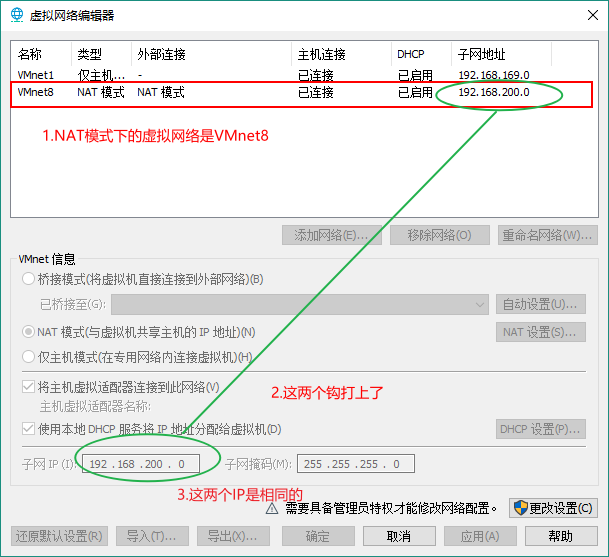 虚拟网络编辑器
名称 类型 外部连接 主机连接 DHCP 子网地址
VMnet1 仅主机... - 已连接 已启用 192.168.169.0
VMnet8 NAT 模式 NAT 模式 已连接 已启用 192.168.200.0
1.NAT模式下的虚拟网络是VMnet8
添加网络(E)... 移除网络(O) 重命名网络(W)...
VMnet 信息
桥接模式(将虚拟机直接连接到外部网络)(B)
已桥接至(G): 自动设置(U)...
NAT 模式(与虚拟机共享主机的 IP 地址)(N) NAT 设置(S)...
仅主机模式(在专用网络内连接虚拟机)(H)
将主机虚拟适配器连接到此网络(V)
2.这两个钩打上了
主机虚拟适配器名称:
使用本地 DHCP 服务将 IP 地址分配给虚拟机(D) DHCP 设置(P)...
子网 IP (I): 192 .168 .200 . 0 子网掩码(M): 255 .255 .255 . 0
3.这两个IP是相同的
需要具备管理员特权才能修改网络配置。 更改设置(C)
还原默认设置(R) 导入(T)... 导出(X)... 确定 取消 应用(A) 帮助